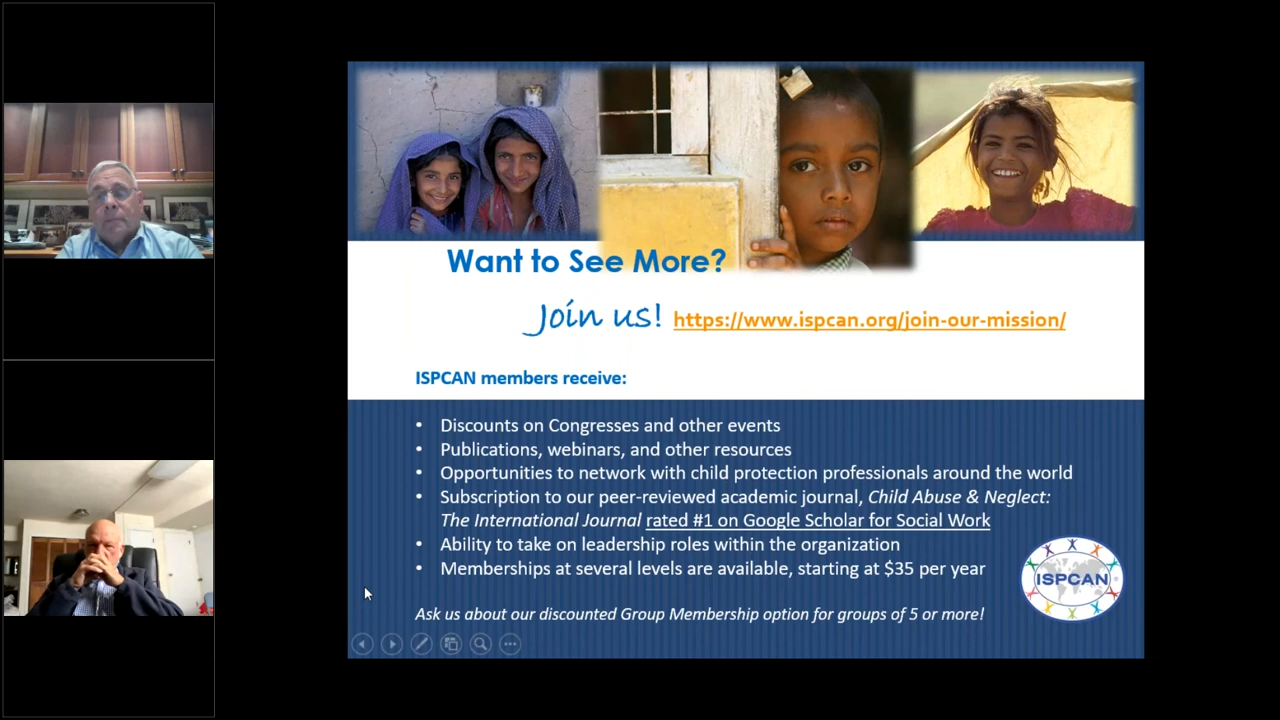 Want to See More?
Join us! https://www.ispcan.org/join-our-mission/
ISPCAN members receive:
• Discounts on Congresses and other events
• Publications, webinars, and other resources
• Opportunities to network with child protection professionals around the world
• Subscription to our peer-reviewed academic journal, Child Abuse & Neglect:
The International Journal rated #1 on Google Scholar for Social Work
• Ability to take on leadership roles within the organization
• Memberships at several levels are available, starting at $35 per year
ISPCAN
Ask us about our discounted Group Membership option for groups of 5 or more!